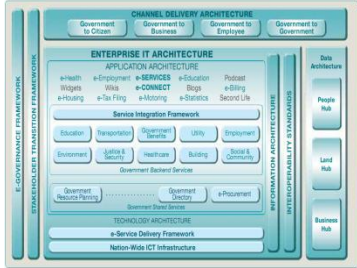 CHANNEL DELIVERY ARCHITECTURE
Government to Citizen
Government to Business
Government to Employee
Government to Government
E-GOVERNANCE FRAMEWORK
STAKEHOLDER TRANSITION FRAMEWORK
ENTERPRISE IT ARCHITECTURE
APPLICATION ARCHITECTURE
e-Health e-Employment e-SERVICES e-Education Podcast
Widgets Wikis e-CONNECT Blogs e-Billing
e-Housing e-Tax Filing e-Motoring e-Statistics Second Life
Service Integration Framework
Education
Transportation
Government Benefits
Utility
Employment
Environment
Justice & Security
Healthcare
Building
Social & Community
Government Backend Services
Government Resource Planning
Government Directory
e-Procurement
Government Shared Services
TECHNOLOGY ARCHITECTURE
e-Service Delivery Framework
Nation-Wide ICT Infrastructure
INFORMATION ARCHITECTURE
INTEROPERABILITY STANDARDS
Data
Architecture
People
Hub
Land
Hub
Business
Hub